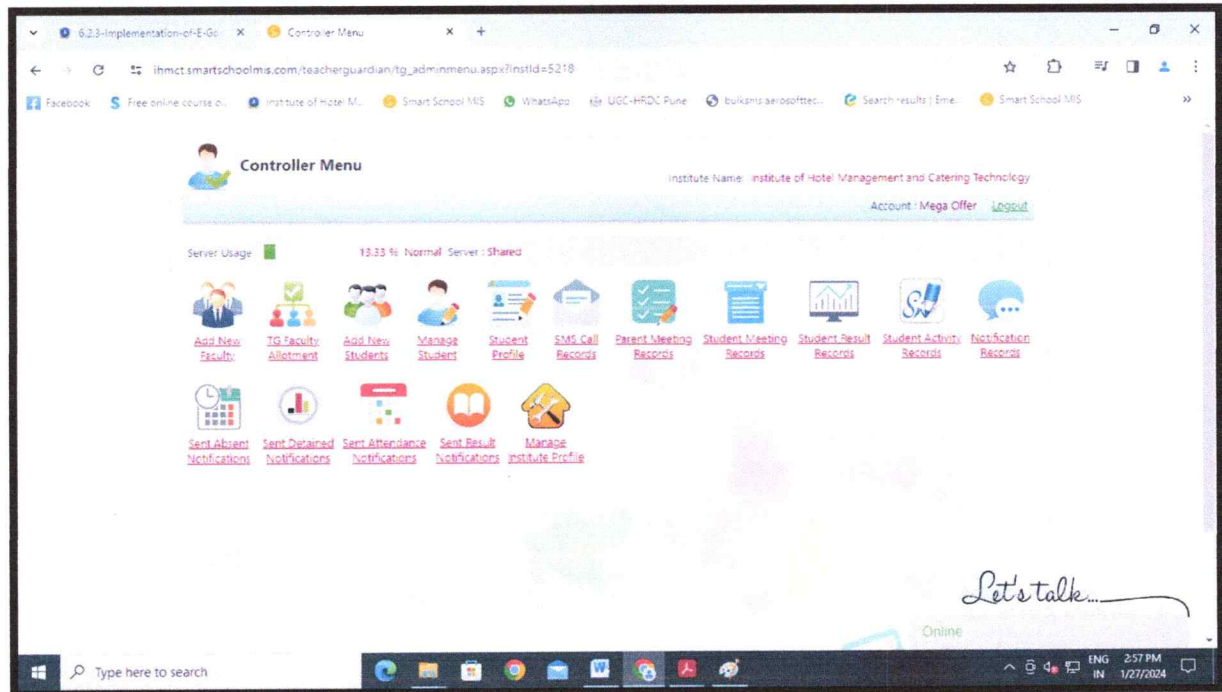 6.2.3-Implementation-of-E-Go
Controller Menu
ihmct.smartschoolmis.com/teacherguardian/tg_adminmenu.aspx?InstId=5218
Facebook
Free online course o..
Institute of Hotel M..
Smart School MIS
WhatsApp
UGC-HRDC Pune
bulksms.aerosofttec..
Search results | Eme..
Smart School MIS
»
Controller Menu
Institute Name: Institute of Hotel Management and Catering Technology
Account : Mega Offer Logout
Server Usage 13.33 % Normal Server : Shared
Add New Faculty
TG Faculty Allotment
Add New Students
Manage Student
Student Profile
SMS Call Records
Parent Meeting Records
Student Meeting Records
Student Result Records
Student Activity Records
Notification Records
Sent Absent Notifications
Sent Detained Notifications
Sent Attendance Notifications
Sent Result Notifications
Manage Institute Profile
Let's talk...
Online
Type here to search
ENG 2:57 PM
IN 1/27/2024